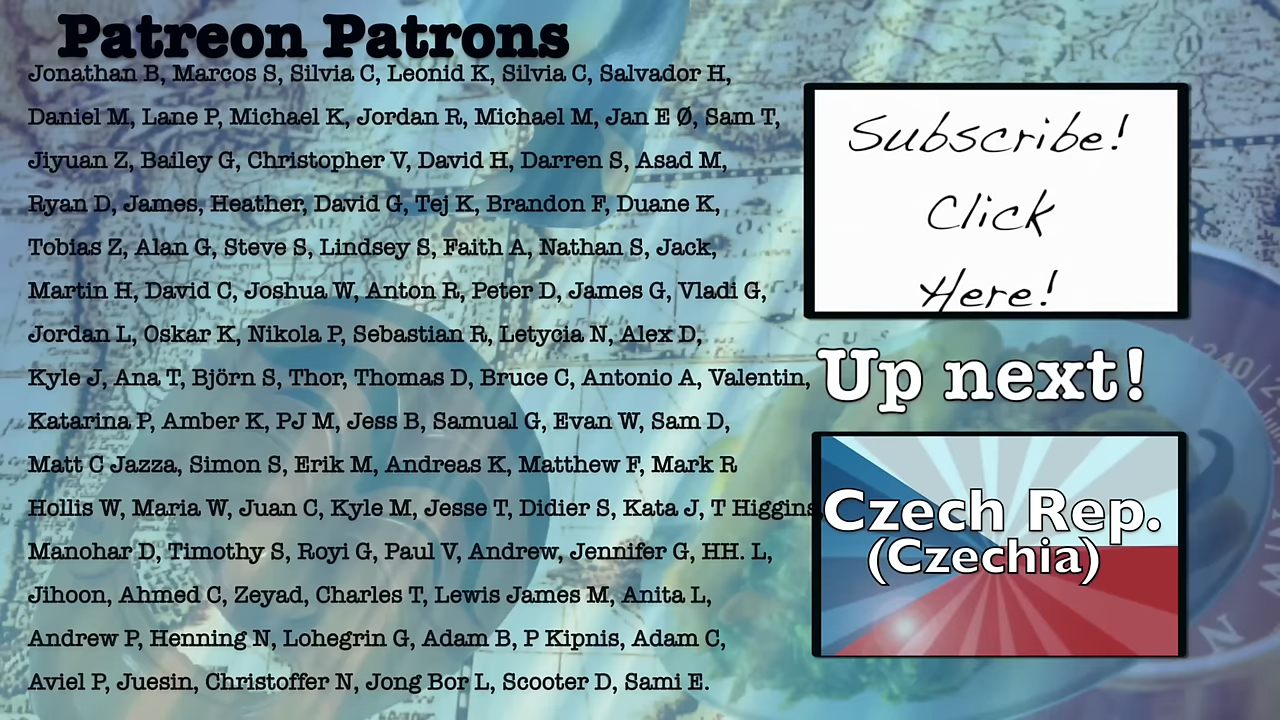 Patreon Patrons
Jonathan B, Marcos S, Silvia C, Leonid K, Silvia C, Salvador H,
Daniel M, Lane P, Michael K, Jordan R, Michael M, Jan E Ø, Sam T,
Jiyuan Z, Bailey G, Christopher V, David H, Darren S, Asad M,
Ryan D, James, Heather, David G, Tej K, Brandon F, Duane K,
Tobias Z, Alan G, Steve S, Lindsey S, Faith A, Nathan S, Jack,
Martin H, David C, Joshua W, Anton R, Peter D, James G, Vladi G,
Jordan L, Oskar K, Nikola P, Sebastian R, Letycia N, Alex D,
Kyle J, Ana T, Björn S, Thor, Thomas D, Bruce C, Antonio A, Valentin,
Katarina P, Amber K, PJ M, Jess B, Samual G, Evan W, Sam D,
Matt C Jazza, Simon S, Erik M, Andreas K, Matthew F, Mark R
Hollis W, Maria W, Juan C, Kyle M, Jesse T, Didier S, Kata J, T Higgins,
Manohar D, Timothy S, Royi G, Paul V, Andrew, Jennifer G, HH. L,
Jihoon, Ahmed C, Zeyad, Charles T, Lewis James M, Anita L,
Andrew P, Henning N, Lohegrin G, Adam B, P Kipnis, Adam C,
Aviel P, Juesin, Christoffer N, Jong Bor L, Scooter D, Sami E.
Subscribe!
Click
Here!
Up next!
Czech Rep.
(Czechia)
240
N